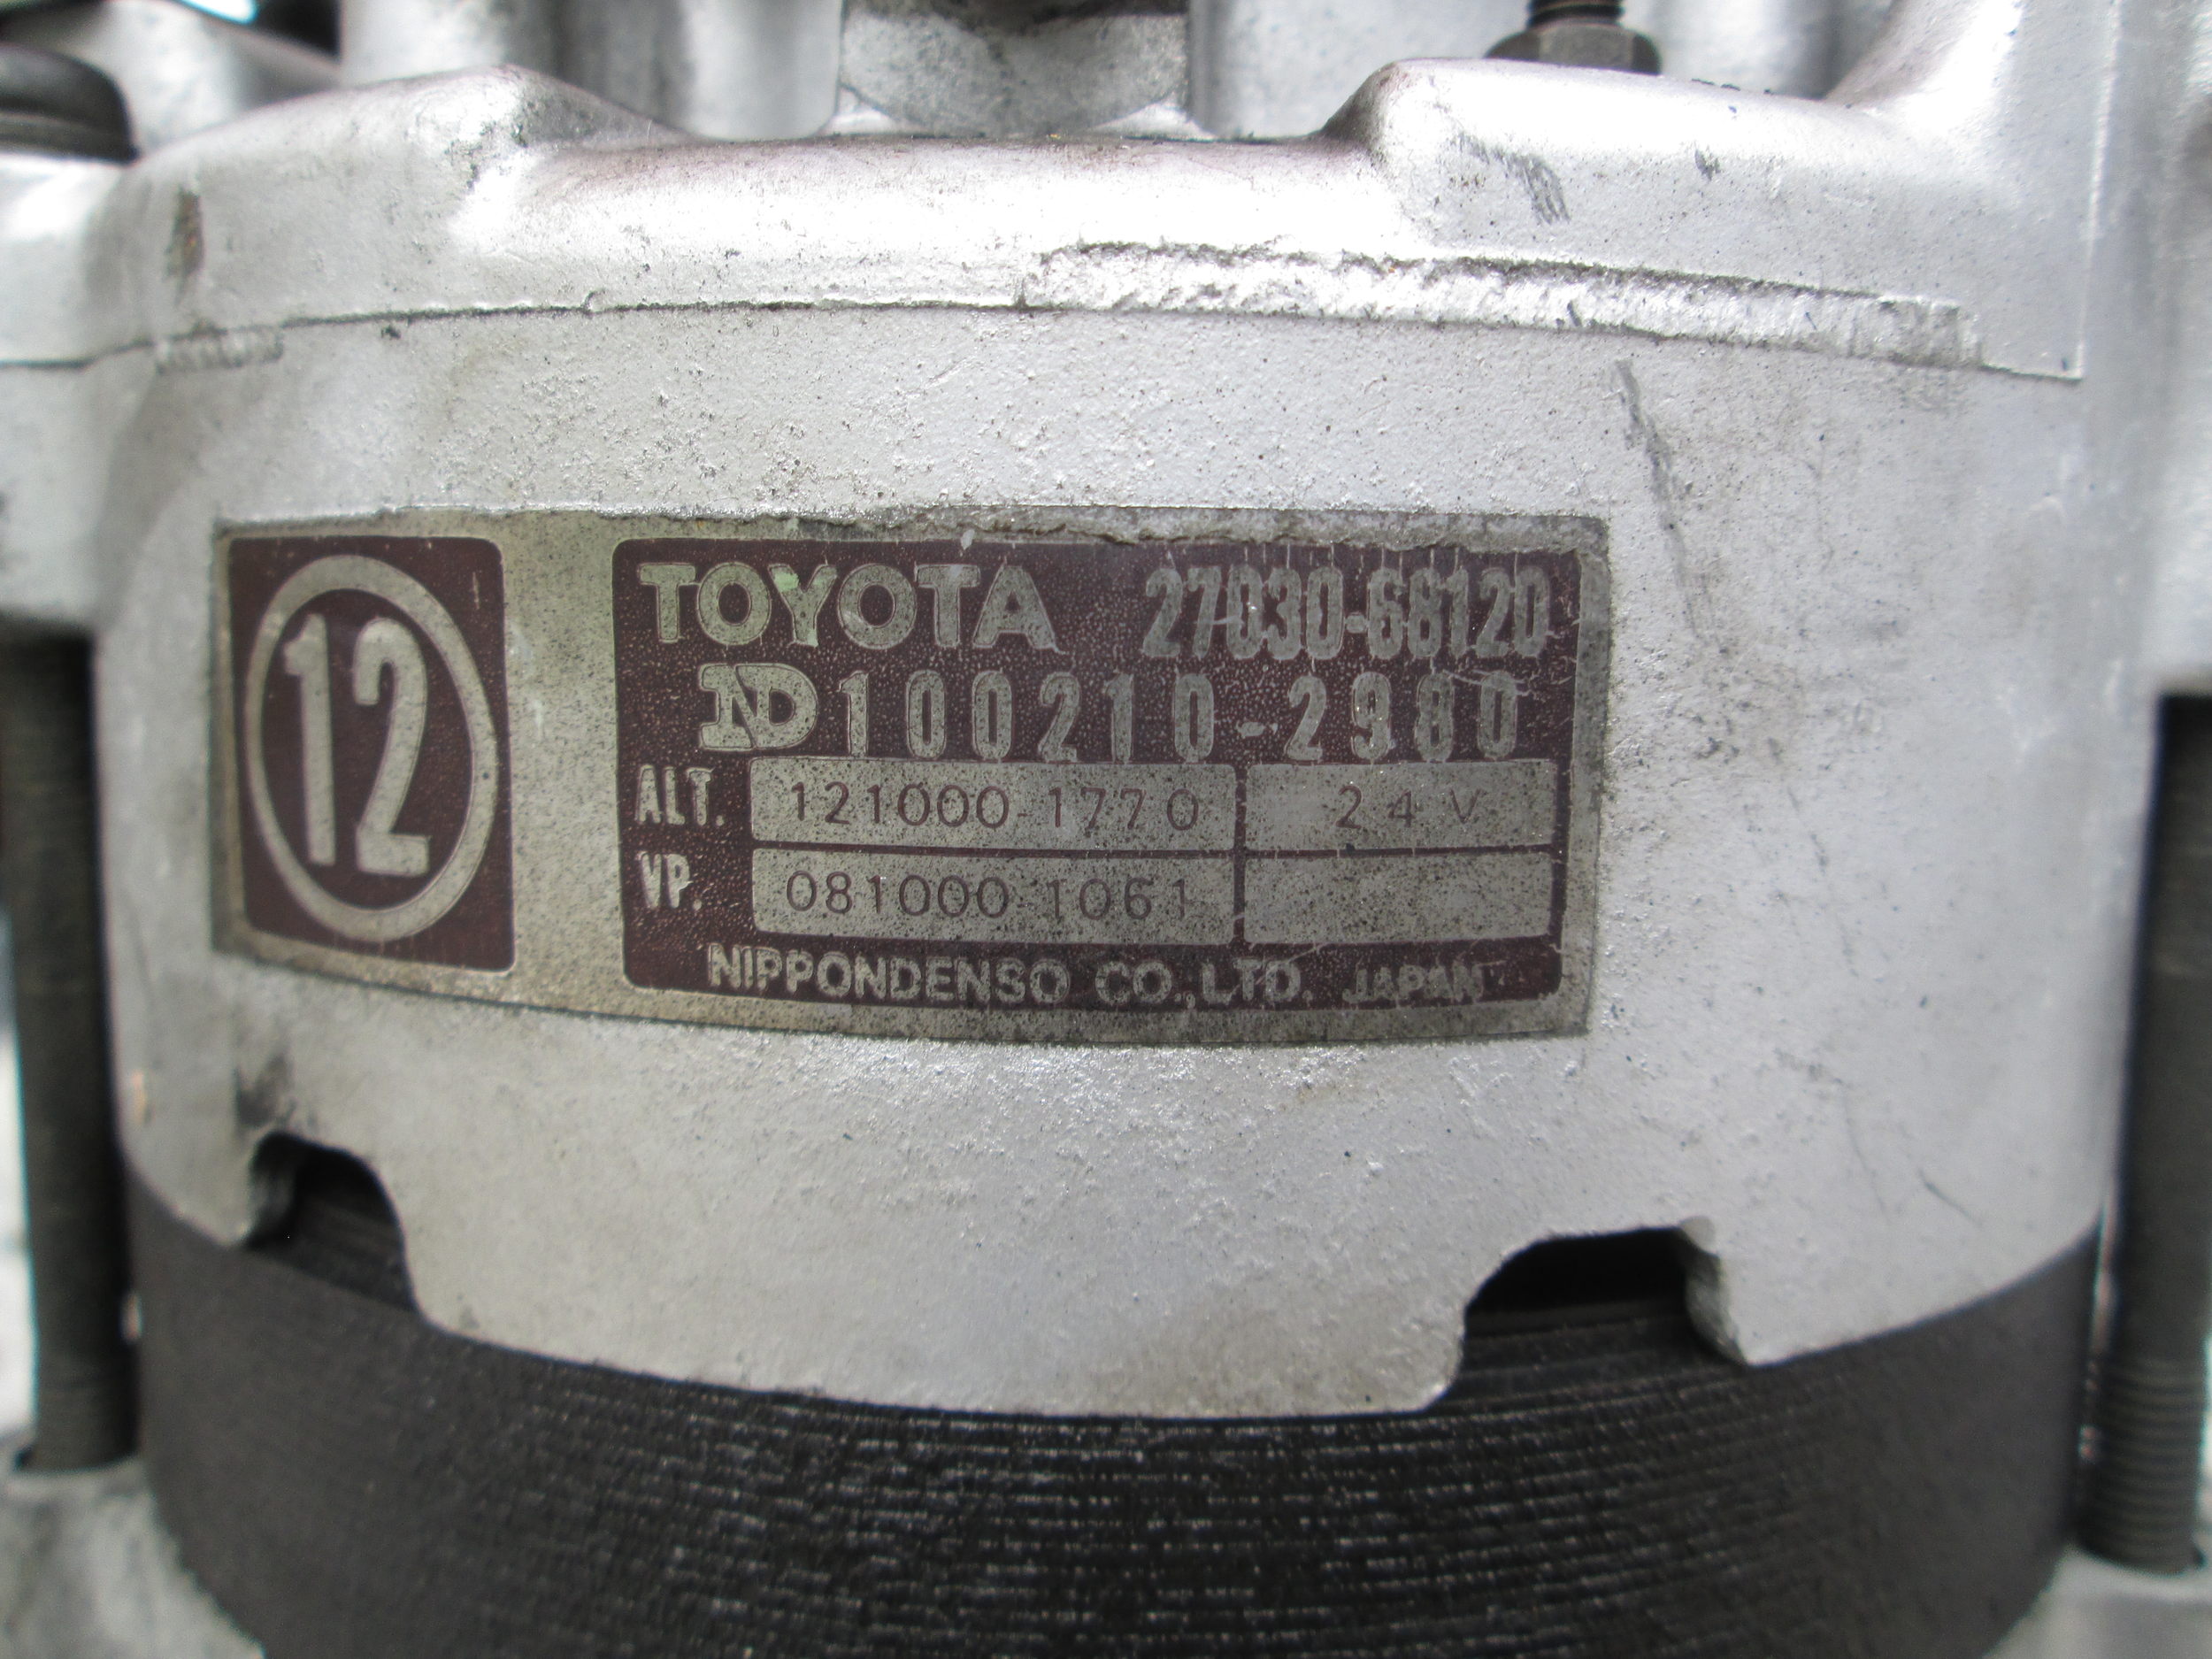 12
TOYOTA 27030-68120
ND 100210-2980
ALT. 121000-1770 24V
VP. 081000 1061
NIPPONDENSO CO.,LTD. JAPAN